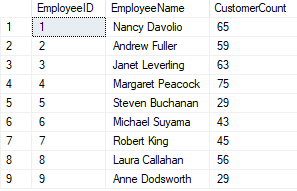 EmployeeID EmployeeName CustomerCount
1 1 Nancy Davolio 65
2 2 Andrew Fuller 59
3 3 Janet Leverling 63
4 4 Margaret Peacock 75
5 5 Steven Buchanan 29
6 6 Michael Suyama 43
7 7 Robert King 45
8 8 Laura Callahan 56
9 9 Anne Dodsworth 29